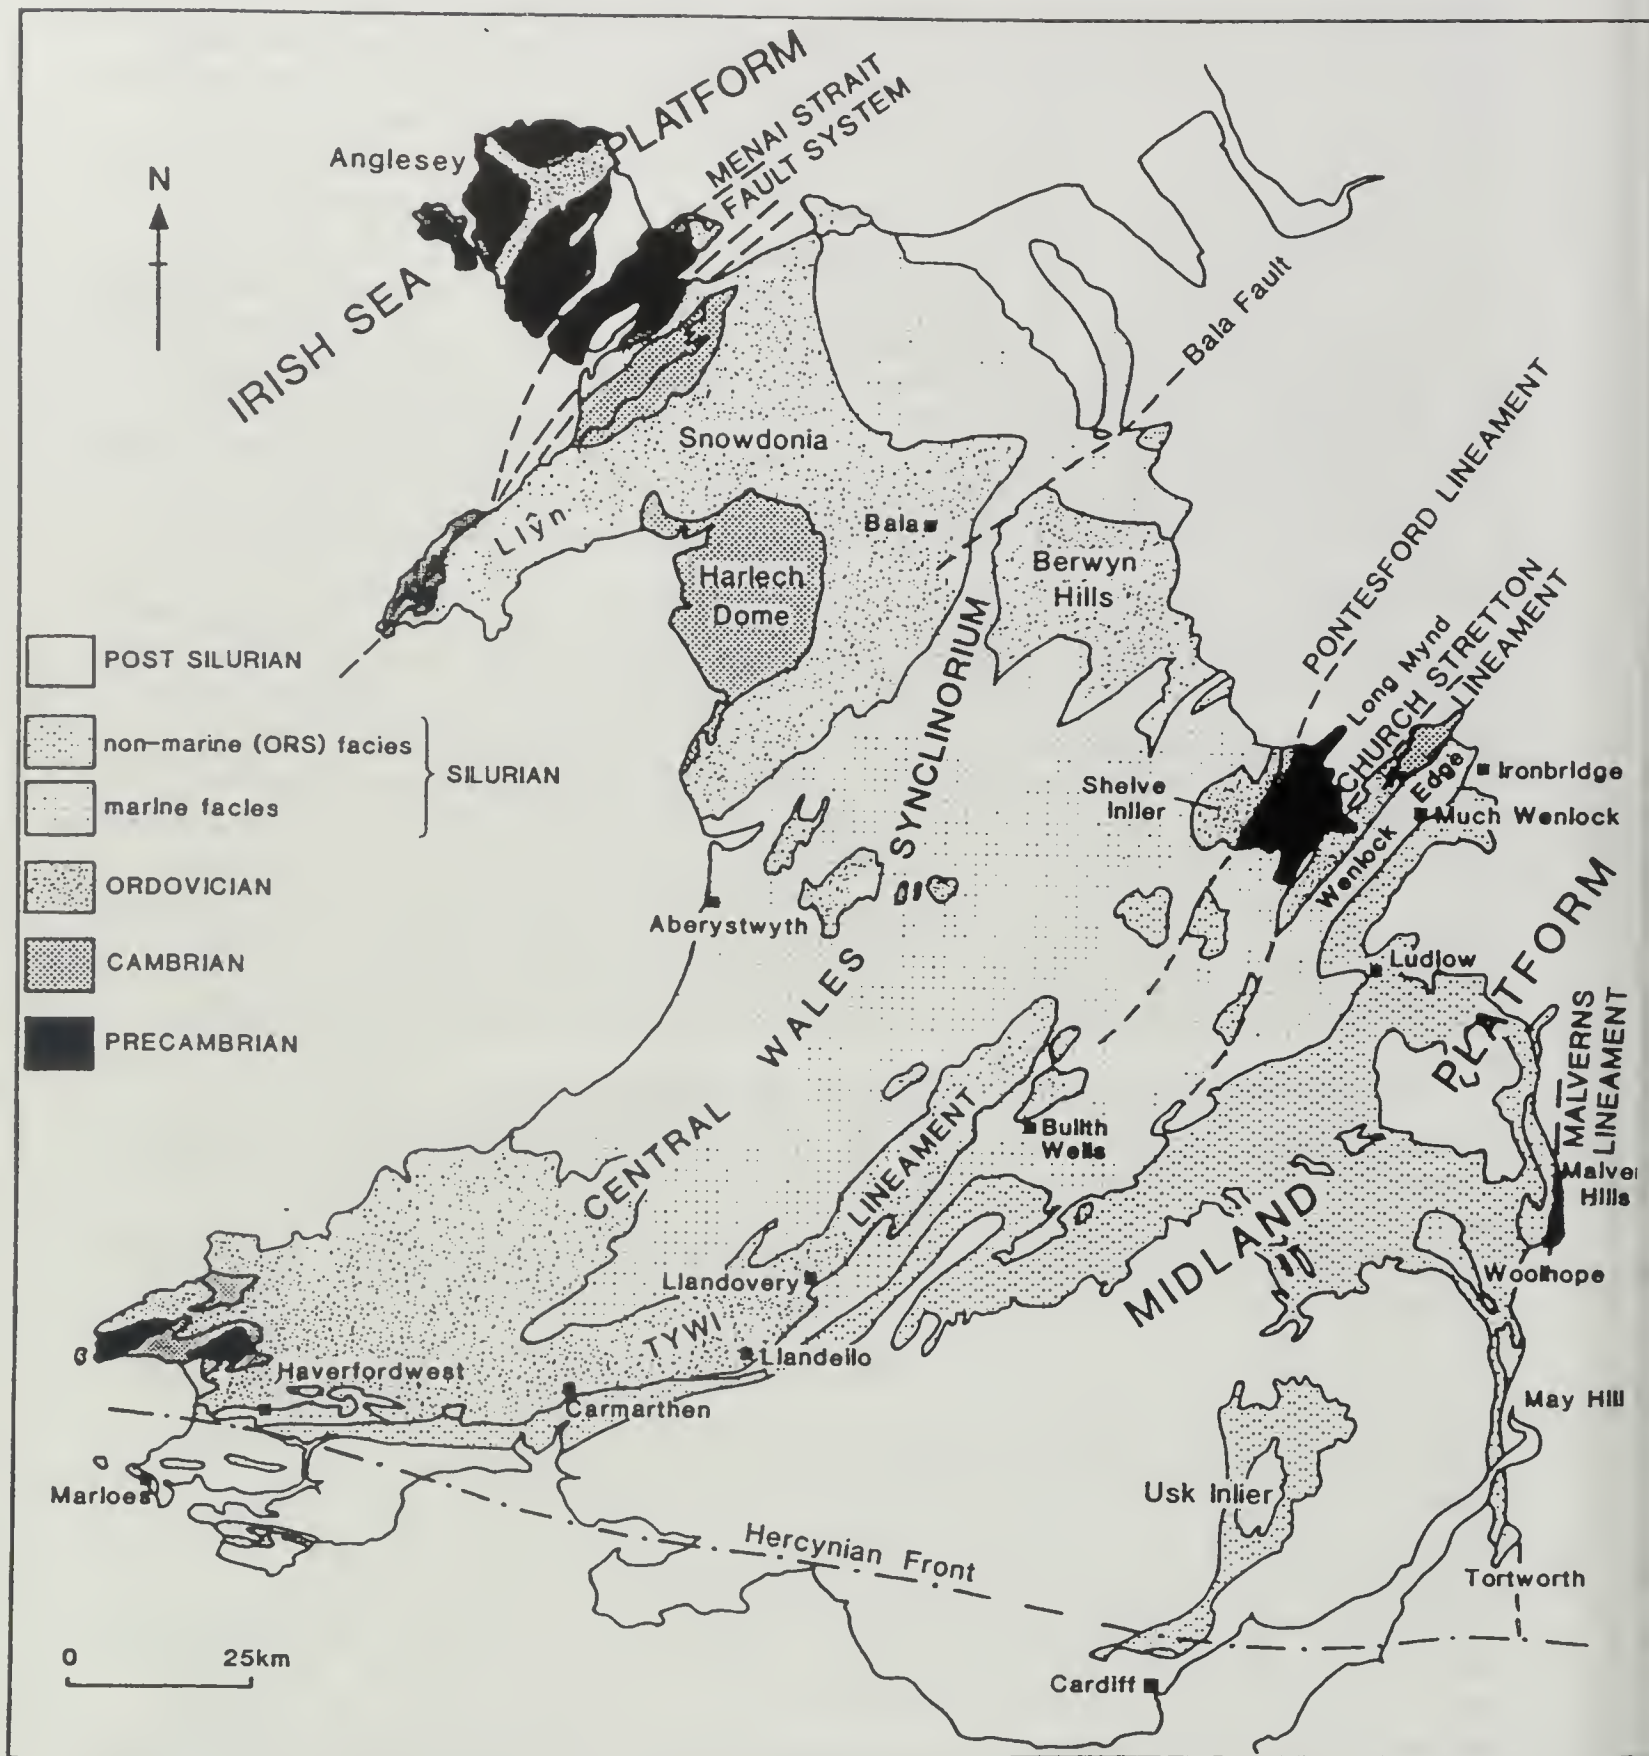 IRISH SEA PLATFORM
MENAI STRAIT
FAULT SYSTEM
Anglesey
N
Bala Fault
Snowdonia
Llŷn
Bala
Harlech
Dome
Berwyn
Hills
PONTESFORD LINEAMENT
Long Mynd
CHURCH STRETTON
LINEAMENT
POST SILURIAN
non-marine (ORS) facies
marine facies
SILURIAN
ORDOVICIAN
CAMBRIAN
PRECAMBRIAN
Shelve
Inlier
Ironbridge
Wenlock Edge
Much Wenlock
Aberystwyth
CENTRAL WALES SYNCLINORIUM
Ludlow
MIDLAND PLATFORM
MALVERNS
LINEAMENT
Malve
Hills
Builth
Wells
TYWI LINEAMENT
Llandovery
Llandeilo
Woolhope
Haverfordwest
Carmarthen
May Hill
Marloes
Usk Inlier
Hercynian Front
Tortworth
Cardiff
0 25km